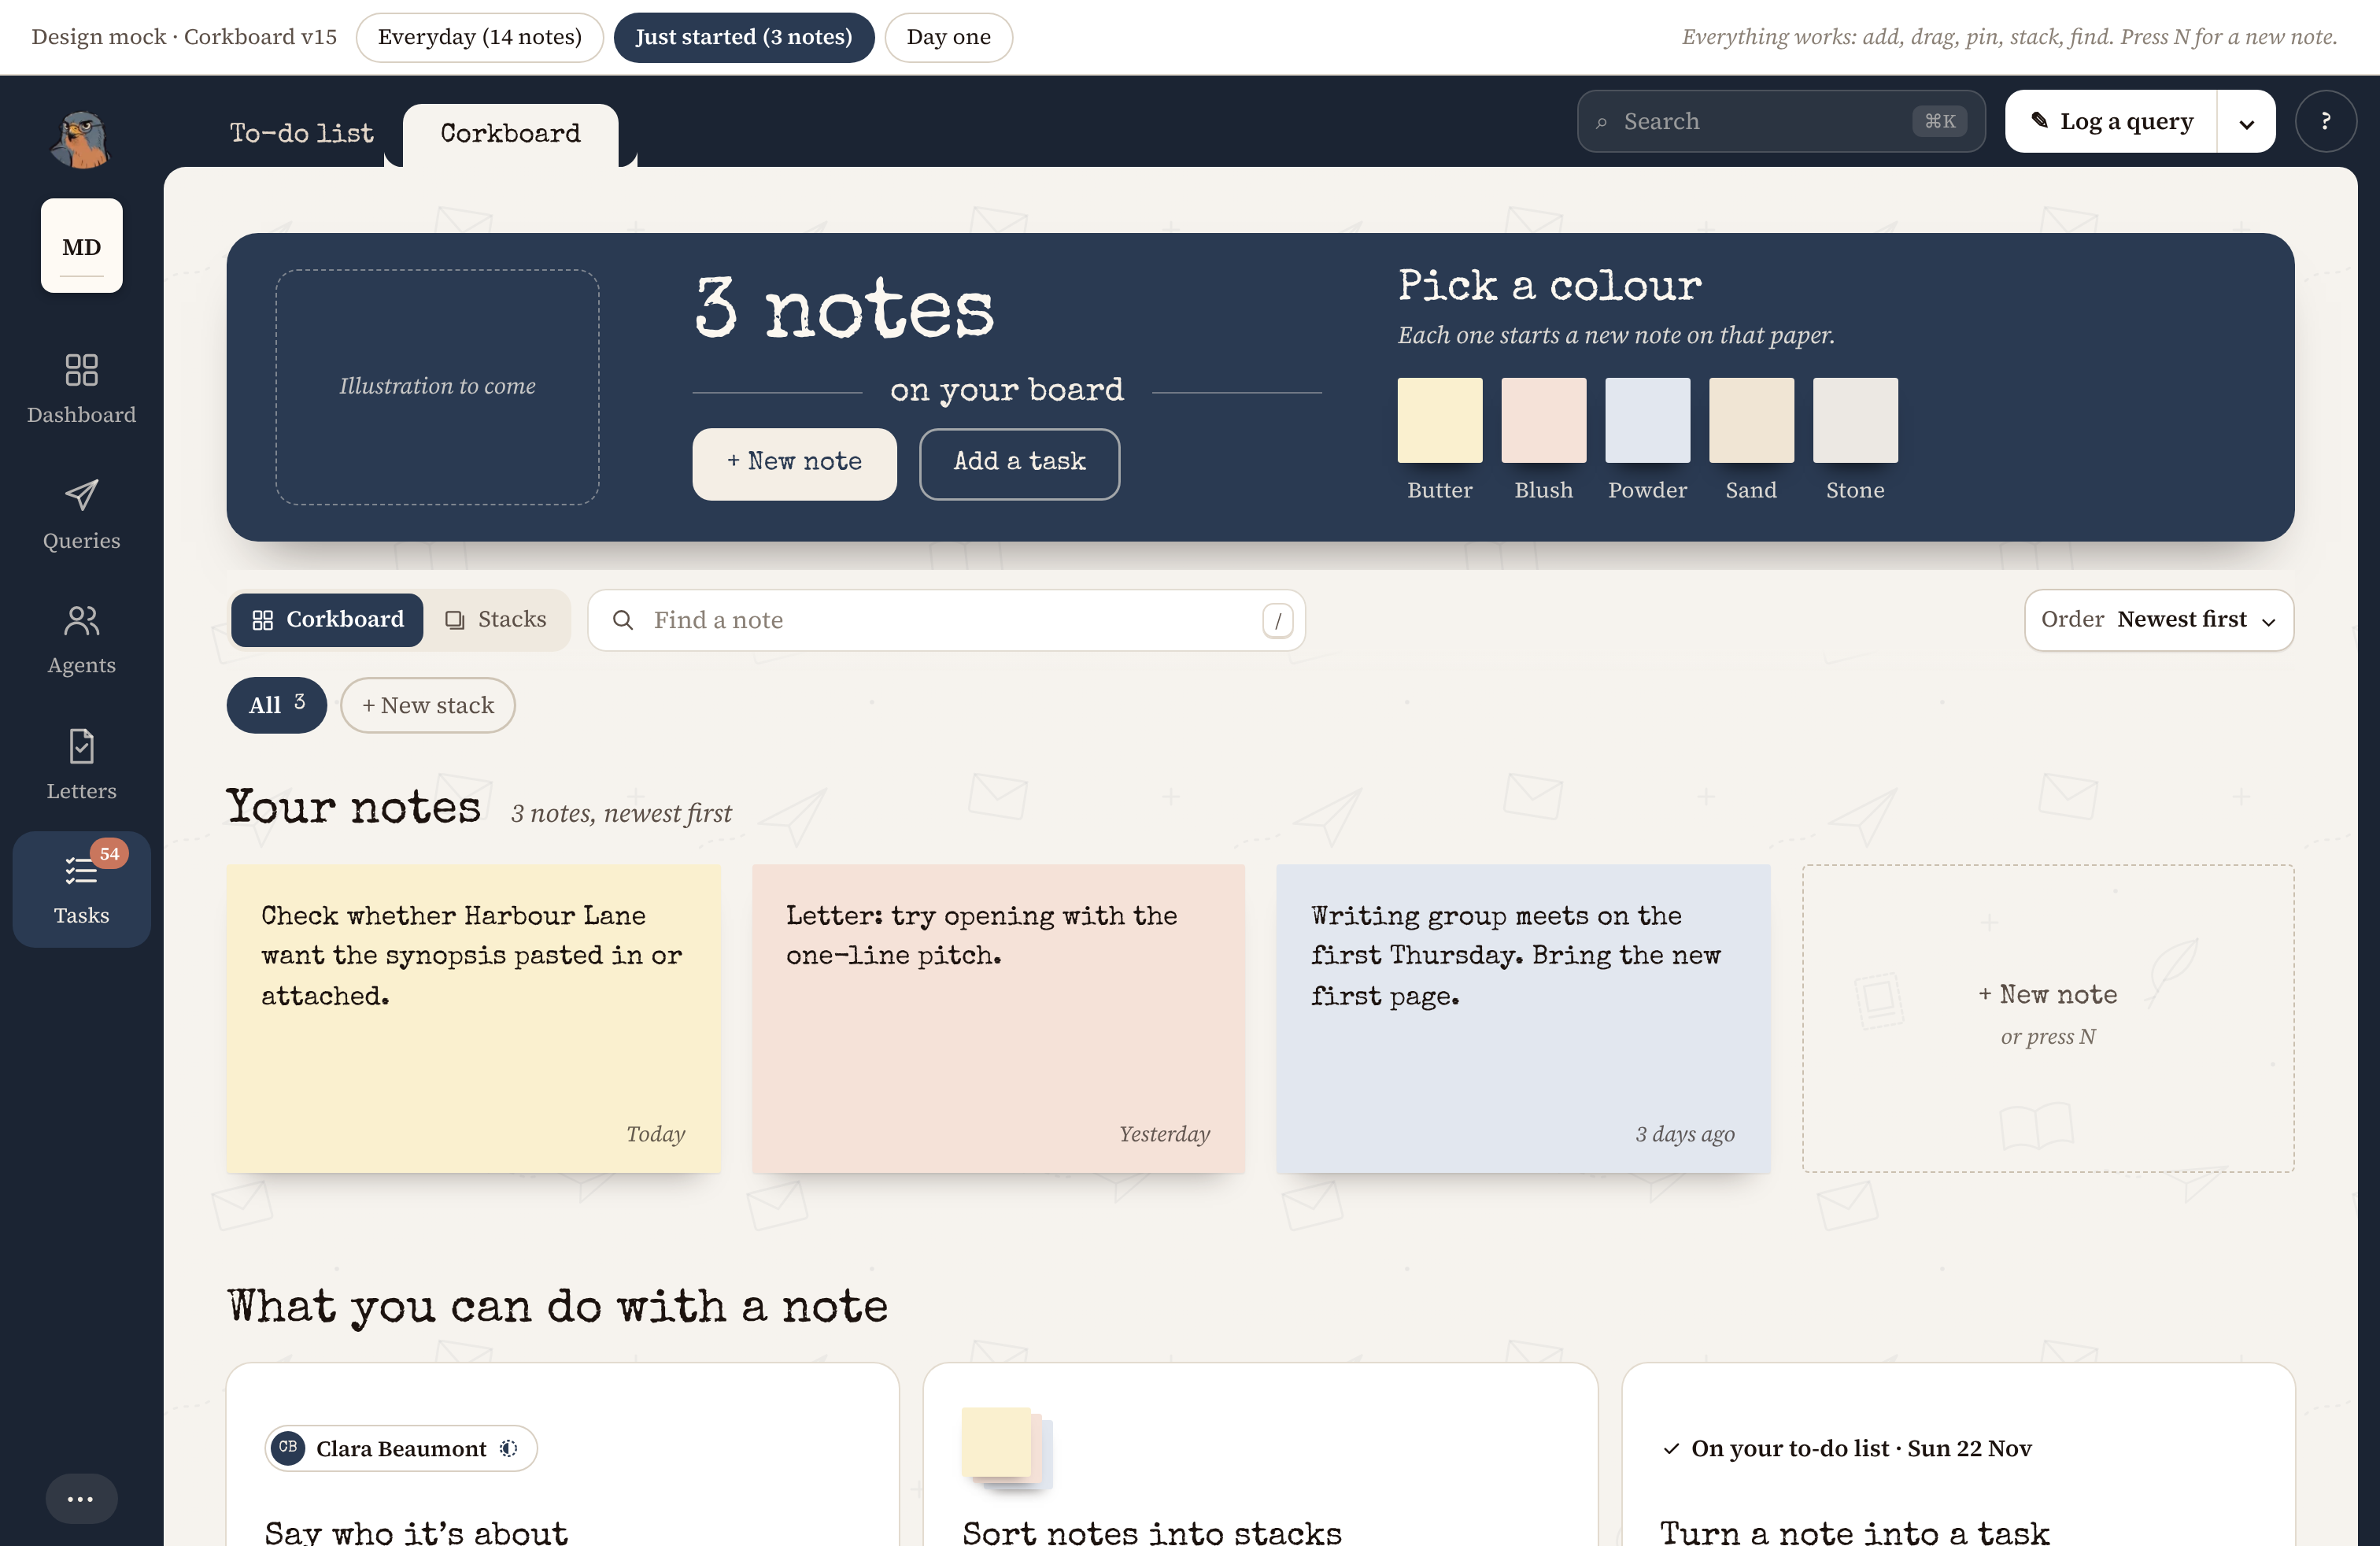 Design mock · Corkboard v15
Everyday (14 notes)
Just started (3 notes)
Day one
Everything works: add, drag, pin, stack, find. Press N for a new note.
To-do list
Corkboard
Search
⌘K
✎ Log a query
?
MD
Dashboard
Queries
Agents
Letters
54
Tasks
Illustration to come
3 notes
on your board
+ New note
Add a task
Pick a colour
Each one starts a new note on that paper.
Butter
Blush
Powder
Sand
Stone
Corkboard
Stacks
Find a note
/
Order Newest first
All 3
+ New stack
Your notes
3 notes, newest first
Check whether Harbour Lane
want the synopsis pasted in or
attached.
Today
Letter: try opening with the
one-line pitch.
Yesterday
Writing group meets on the
first Thursday. Bring the new
first page.
3 days ago
+ New note
or press N
What you can do with a note
CB Clara Beaumont
Say who it's about
Sort notes into stacks
✓ On your to-do list · Sun 22 Nov
Turn a note into a task